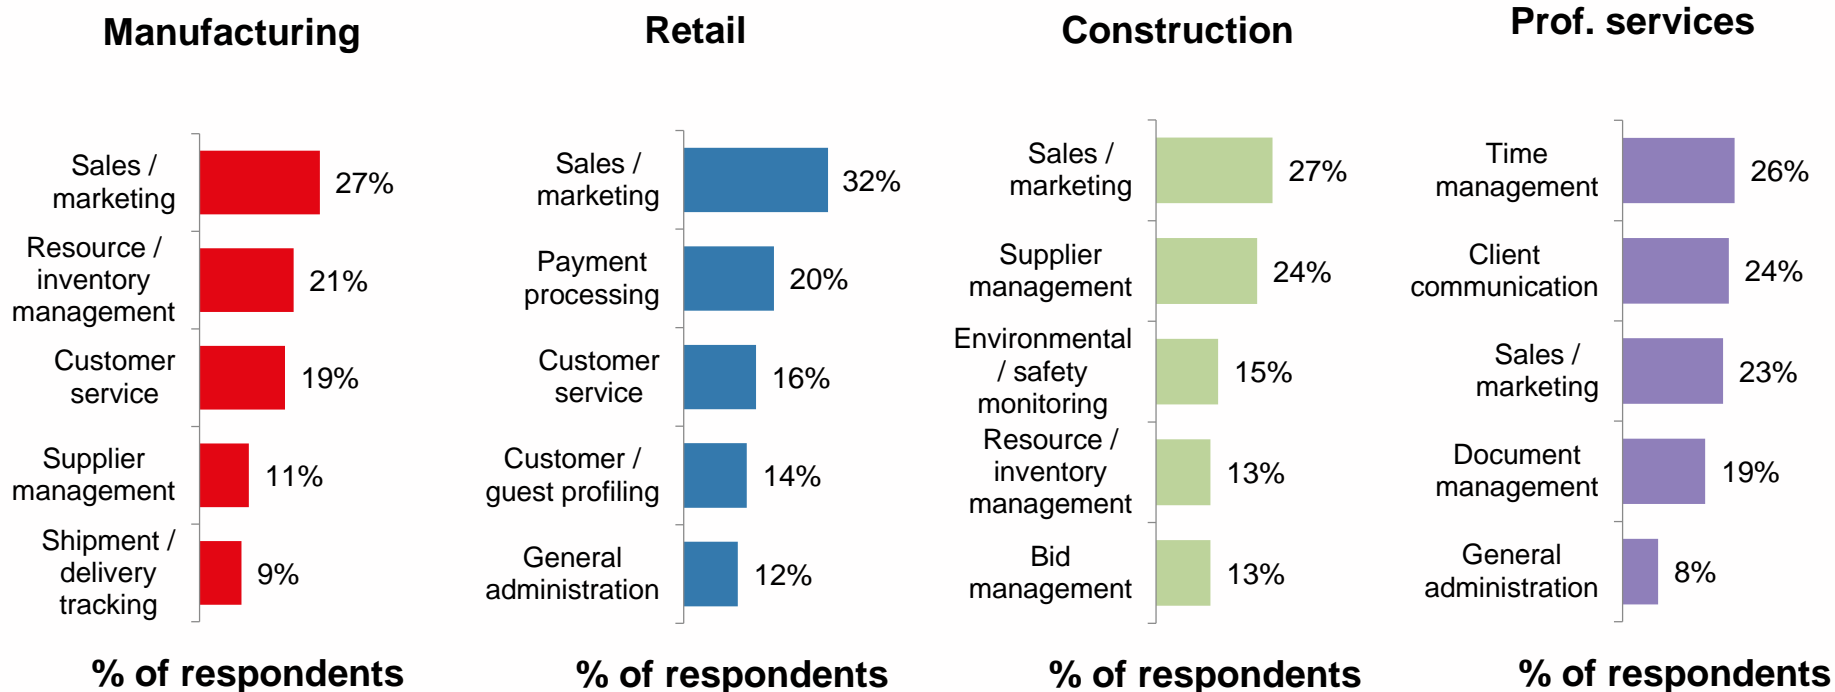 Manufacturing
Sales /
marketing
27%
Resource /
inventory
management
21%
Customer
service
19%
Supplier
management
11%
Shipment /
delivery
tracking
9%
% of respondents
Retail
Sales /
marketing
32%
Payment
processing
20%
Customer
service
16%
Customer /
guest profiling
14%
General
administration
12%
% of respondents
Construction
Sales /
marketing
27%
Supplier
management
24%
Environmental
/ safety
monitoring
15%
Resource /
inventory
management
13%
Bid
management
13%
% of respondents
Prof. services
Time
management
26%
Client
communication
24%
Sales /
marketing
23%
Document
management
19%
General
administration
8%
% of respondents